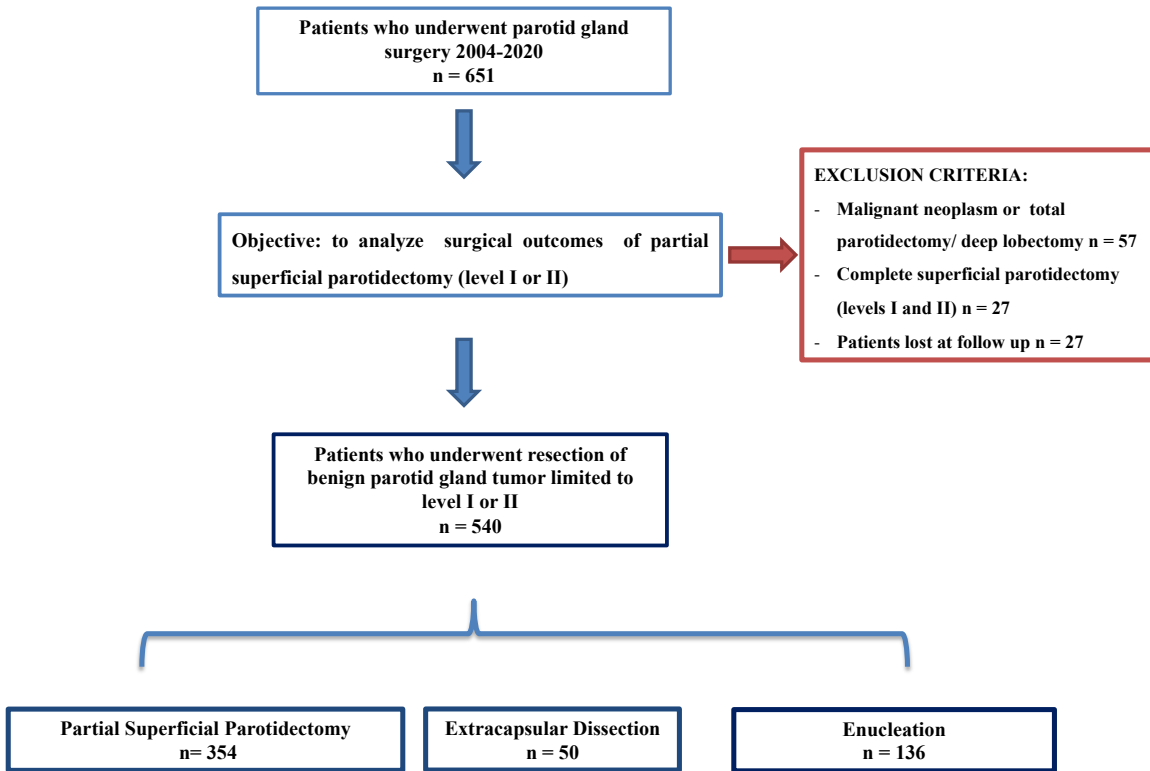 Patients who underwent parotid gland
surgery 2004-2020
n = 651
EXCLUSION CRITERIA:
- Malignant neoplasm or total
parotidectomy/ deep lobectomy n = 57
- Complete superficial parotidectomy
(levels I and II) n = 27
- Patients lost at follow up n = 27
Objective: to analyze surgical outcomes of partial
superficial parotidectomy (level I or II)
Patients who underwent resection of
benign parotid gland tumor limited to
level I or II
n = 540
Partial Superficial Parotidectomy
n= 354
Extracapsular Dissection
n = 50
Enucleation
n = 136